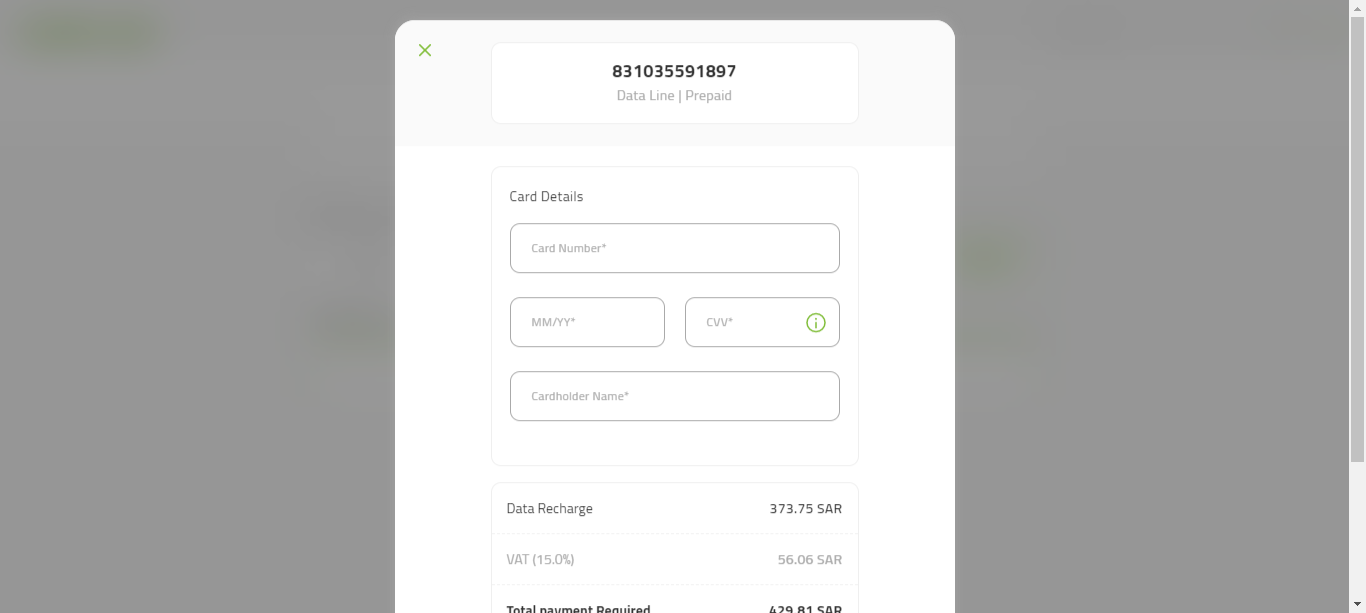 831035591897
Data Line | Prepaid
Card Details
Card Number*
MM/YY*
CVV*
Cardholder Name*
Data Recharge 373.75 SAR
VAT (15.0%) 56.06 SAR
Total payment Required 429.81 SAR